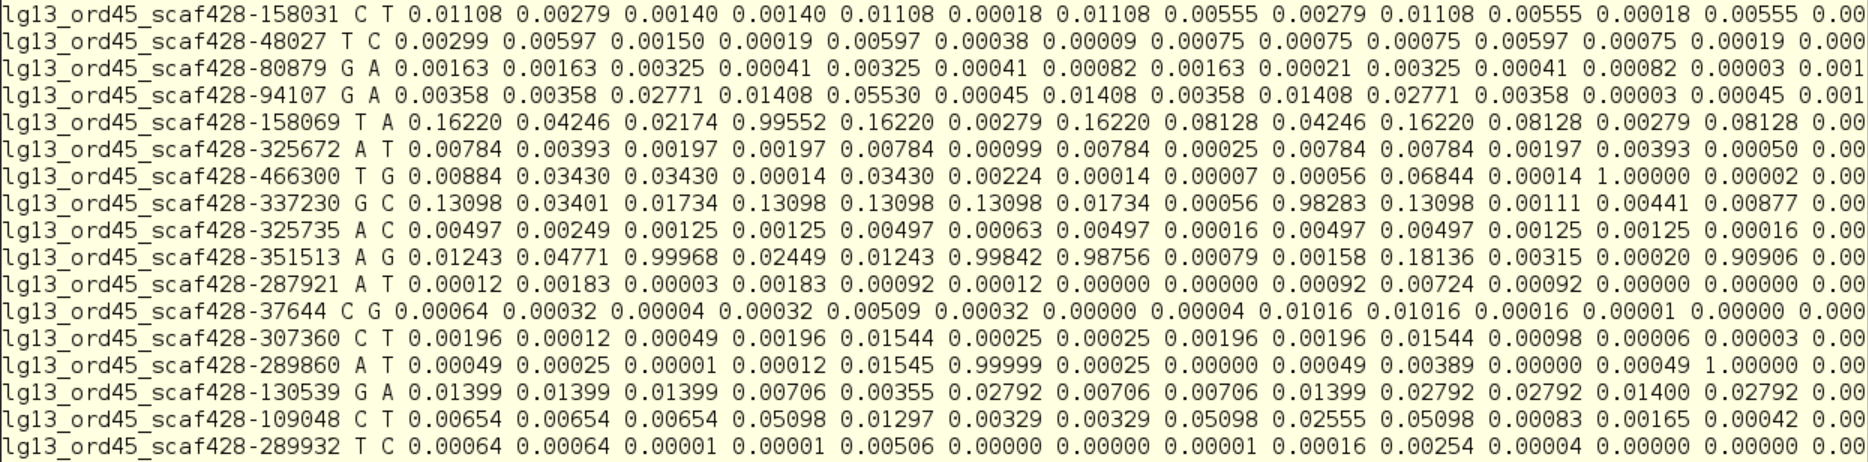 lg13_ord45_scaf428-158031 C T 0.01108 0.00279 0.00140 0.00140 0.01108 0.00018 0.01108 0.00555 0.00279 0.01108 0.00555 0.00018 0.00555 0.00
lg13_ord45_scaf428-48027 T C 0.00299 0.00597 0.00150 0.00019 0.00597 0.00038 0.00009 0.00075 0.00075 0.00075 0.00597 0.00075 0.00019 0.000
lg13_ord45_scaf428-80879 G A 0.00163 0.00163 0.00325 0.00041 0.00325 0.00041 0.00082 0.00163 0.00021 0.00325 0.00041 0.00082 0.00003 0.001
lg13_ord45_scaf428-94107 G A 0.00358 0.00358 0.02771 0.01408 0.05530 0.00045 0.01408 0.00358 0.01408 0.02771 0.00358 0.00003 0.00045 0.001
lg13_ord45_scaf428-158069 T A 0.16220 0.04246 0.02174 0.99552 0.16220 0.00279 0.16220 0.08128 0.04246 0.16220 0.08128 0.00279 0.08128 0.00
lg13_ord45_scaf428-325672 A T 0.00784 0.00393 0.00197 0.00197 0.00784 0.00099 0.00784 0.00025 0.00784 0.00784 0.00197 0.00393 0.00050 0.00
lg13_ord45_scaf428-466300 T G 0.00884 0.03430 0.03430 0.00014 0.03430 0.00224 0.00014 0.00007 0.00056 0.06844 0.00014 1.00000 0.00002 0.00
lg13_ord45_scaf428-337230 G C 0.13098 0.03401 0.01734 0.13098 0.13098 0.13098 0.01734 0.00056 0.98283 0.13098 0.00111 0.00441 0.00877 0.00
lg13_ord45_scaf428-325735 A C 0.00497 0.00249 0.00125 0.00125 0.00497 0.00063 0.00497 0.00016 0.00497 0.00497 0.00125 0.00125 0.00016 0.00
lg13_ord45_scaf428-351513 A G 0.01243 0.04771 0.99968 0.02449 0.01243 0.99842 0.98756 0.00079 0.00158 0.18136 0.00315 0.00020 0.90906 0.00
lg13_ord45_scaf428-287921 A T 0.00012 0.00183 0.00003 0.00183 0.00092 0.00012 0.00000 0.00000 0.00092 0.00724 0.00092 0.00000 0.00000 0.00
lg13_ord45_scaf428-37644 C G 0.00064 0.00032 0.00004 0.00032 0.00509 0.00032 0.00000 0.00004 0.01016 0.01016 0.00016 0.00001 0.00000 0.000
lg13_ord45_scaf428-307360 C T 0.00196 0.00012 0.00049 0.00196 0.01544 0.00025 0.00025 0.00196 0.00196 0.01544 0.00098 0.00006 0.00003 0.00
lg13_ord45_scaf428-289860 A T 0.00049 0.00025 0.00001 0.00012 0.01545 0.99999 0.00025 0.00000 0.00049 0.00389 0.00000 0.00049 1.00000 0.00
lg13_ord45_scaf428-130539 G A 0.01399 0.01399 0.01399 0.00706 0.00355 0.02792 0.00706 0.00706 0.01399 0.02792 0.02792 0.01400 0.02792 0.00
lg13_ord45_scaf428-109048 C T 0.00654 0.00654 0.00654 0.05098 0.01297 0.00329 0.00329 0.05098 0.02555 0.05098 0.00083 0.00165 0.00042 0.00
lg13_ord45_scaf428-289932 T C 0.00064 0.00064 0.00001 0.00001 0.00506 0.00000 0.00000 0.00001 0.00016 0.00254 0.00004 0.00000 0.00000 0.00